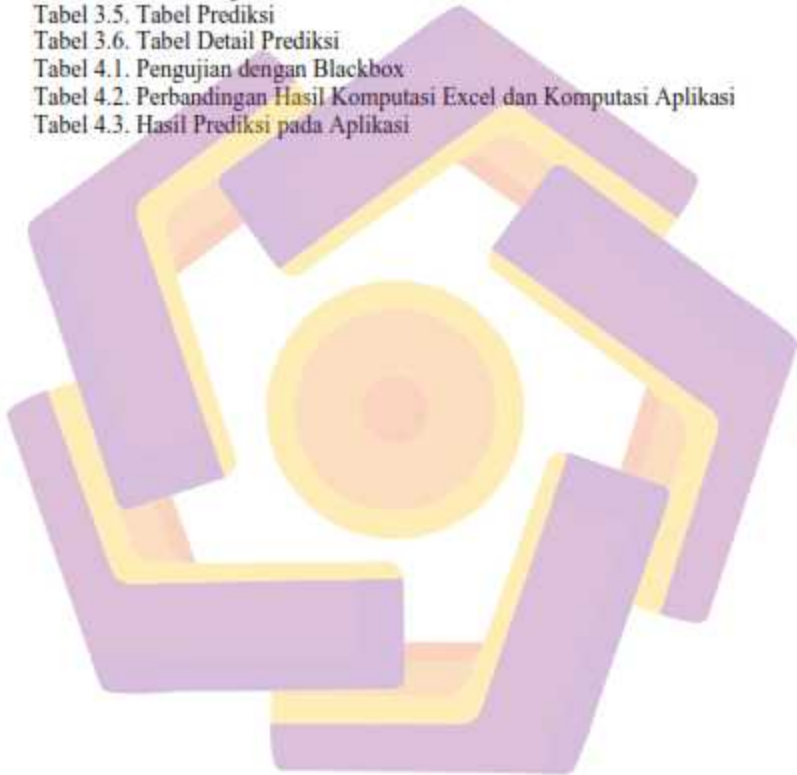 Tabel 3.5. Tabel Prediksi
Tabel 3.6. Tabel Detail Prediksi
Tabel 4.1. Pengujian dengan Blackbox
Tabel 4.2. Perbandingan Hasil Komputasi Excel dan Komputasi Aplikasi
Tabel 4.3. Hasil Prediksi pada Aplikasi